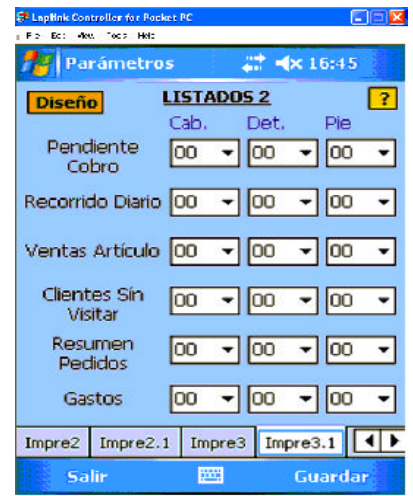 Laplink Controller for Pocket PC
Parámetros 16:45
Diseño LISTADOS 2 ?
Cab. Det. Pie
Pendiente
Cobro 00 00 00
Recorrido Diario 00 00 00
Ventas Artículo 00 00 00
Clientes Sin
Visitar 00 00 00
Resumen
Pedidos 00 00 00
Gastos 00 00 00
Impre2 Impre2.1 Impre3 Impre3.1
Salir Guardar